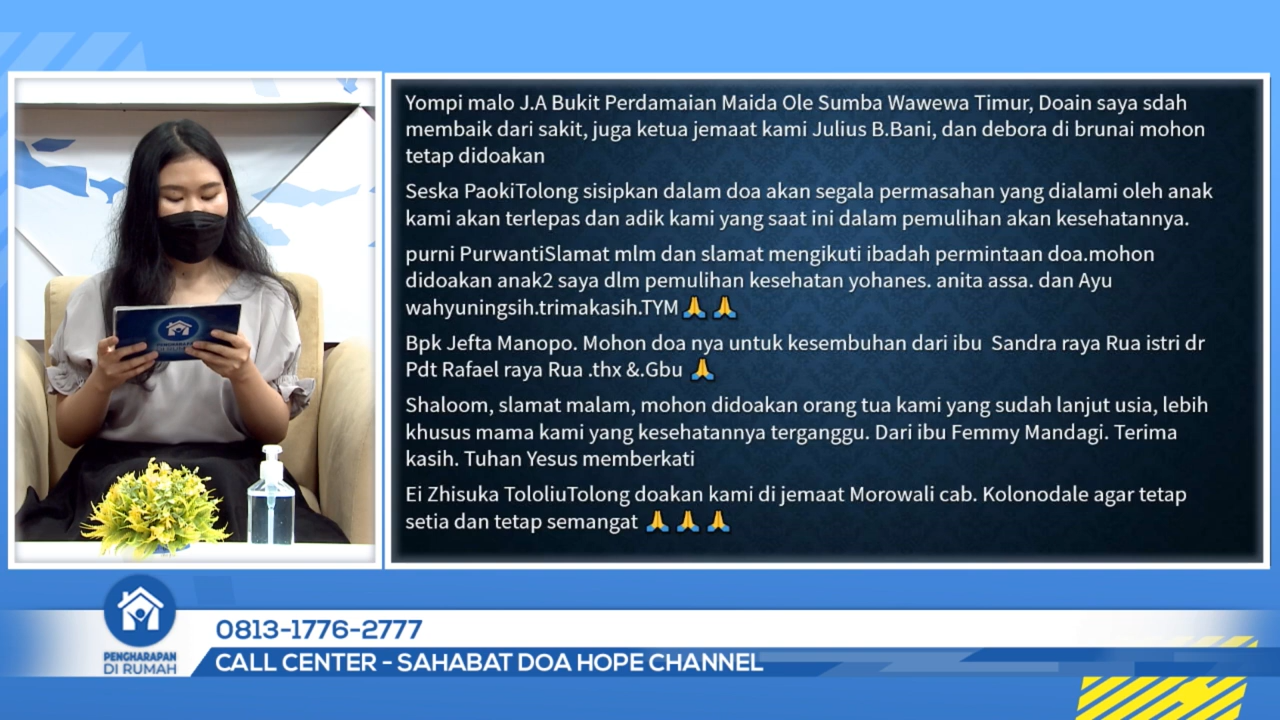 Yompi malo J.A Bukit Perdamaian Maida Ole Sumba Wawewa Timur, Doain saya sdah
membaik dari sakit, juga ketua jemaat kami Julius B.Bani, dan debora di brunai mohon
tetap didoakan
Seska PaokiTolong sisipkan dalam doa akan segala permasahan yang dialami oleh anak
kami akan terlepas dan adik kami yang saat ini dalam pemulihan akan kesehatannya.
purni PurwantiSlamat mlm dan slamat mengikuti ibadah permintaan doa.mohon
didoakan anak2 saya dlm pemulihan kesehatan yohanes. anita assa. dan Ayu
wahyuningsih.trimakasih.TYM🙏🙏
Bpk Jefta Manopo. Mohon doa nya untuk kesembuhan dari ibu  Sandra raya Rua istri dr
Pdt Rafael raya Rua .thx &.Gbu 🙏
Shaloom, slamat malam, mohon didoakan orang tua kami yang sudah lanjut usia, lebih
khusus mama kami yang kesehatannya terganggu. Dari ibu Femmy Mandagi. Terima
kasih. Tuhan Yesus memberkati
Ei Zhisuka TololiuTolong doakan kami di jemaat Morowali cab. Kolonodale agar tetap
setia dan tetap semangat 🙏🙏🙏
PENGHARAPAN
DI RUMAH
0813-1776-2777
CALL CENTER - SAHABAT DOA HOPE CHANNEL